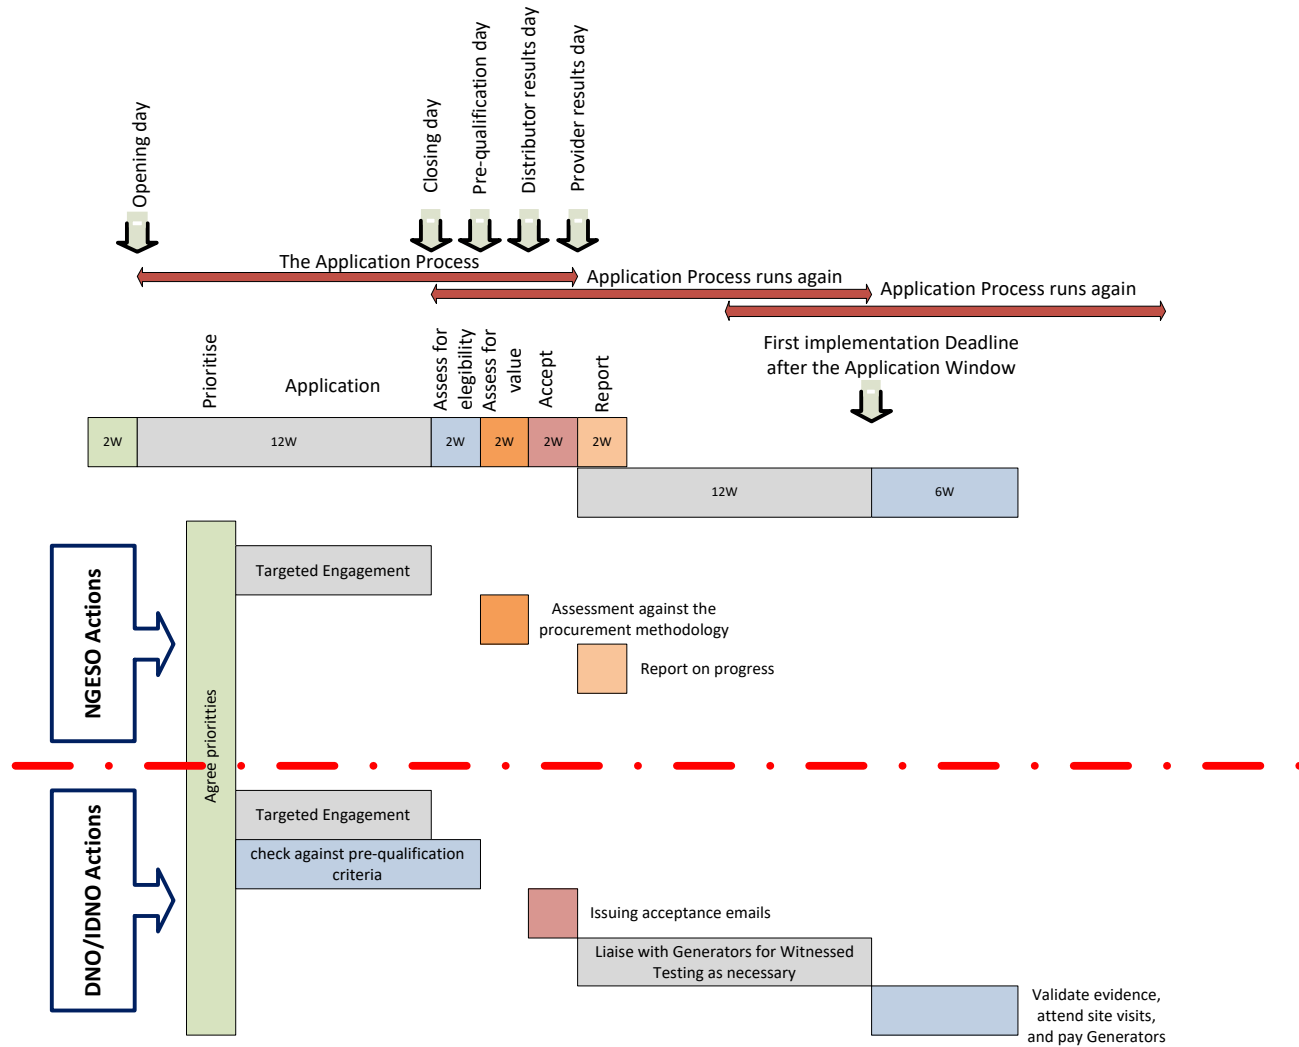 Opening day
Closing day
Pre-qualification day
Distributor results day
Provider results day
The Application Process
Application Process runs again
Application Process runs again
First implementation Deadline
after the Application Window
Prioritise
Application
Assess for
elegibility
Assess for
value
Accept
Report
2W
12W
2W
2W
2W
2W
12W
6W
NGESO Actions
Agree prioritties
Targeted Engagement
Assessment against the
procurement methodology
Report on progress
DNO/IDNO Actions
Targeted Engagement
check against pre-qualification
criteria
Issuing acceptance emails
Liaise with Generators for Witnessed
Testing as necessary
Validate evidence,
attend site visits,
and pay Generators